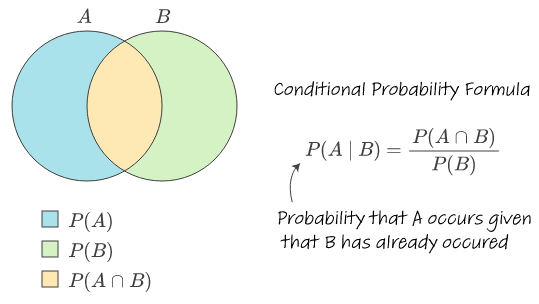 A B
Conditional Probability Formula
P(A | B) = P(A ∩ B) / P(B)
Probability that A occurs given
that B has already occured
P(A)
P(B)
P(A ∩ B)